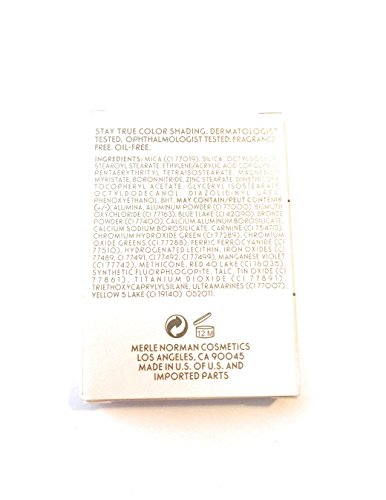 STAY TRUE COLOR SHADING. DERMATOLOGIST
TESTED. OPHTHALMOLOGIST TESTED. FRAGRANCE
FREE. OIL-FREE.
INGREDIENTS: MICA (CI 77019), SILICA, OCTYLDODECYL
STEAROYL STEARATE, ETHYLENE/ACRYLIC ACID COPOLYMER,
PENTAERYTHRITYL TETRAISOSTEARATE, MAGNESIUM
MYRISTATE, BORON NITRIDE, ZINC STEARATE, DIMETHICONE,
TOCOPHERYL ACETATE, GLYCERYL ISOSTEARATE,
OCTYLDODECANOL, DIAZOLIDINYL UREA,
PHENOXYETHANOL, BHT. MAY CONTAIN/PEUT CONTENIR
(+/-): ALUMINA, ALUMINUM POWDER (CI 77000), BISMUTH
OXYCHLORIDE (CI 77163), BLUE 1 LAKE (CI 42090), BRONZE
POWDER (CI 77400), CALCIUM ALUMINUM BOROSILICATE,
CALCIUM SODIUM BOROSILICATE, CARMINE (CI 75470),
CHROMIUM HYDROXIDE GREEN (CI 77289), CHROMIUM
OXIDE GREENS (CI 77288), FERRIC FERROCYANIDE (CI
77510), HYDROGENATED LECITHIN, IRON OXIDES (CI
77489, CI 77491, CI 77492, CI 77499), MANGANESE VIOLET
(CI 77742), METHICONE, RED 40 LAKE (CI 16035),
SYNTHETIC FLUORPHLOGOPITE, TALC, TIN OXIDE (CI
77861), TITANIUM DIOXIDE (CI 77891),
TRIETHOXYCAPRYLYLSILANE, ULTRAMARINES (CI 77007),
YELLOW 5 LAKE (CI 19140) 052011.
12 M
MERLE NORMAN COSMETICS
LOS ANGELES, CA 90045
MADE IN U.S. OF U.S. AND
IMPORTED PARTS